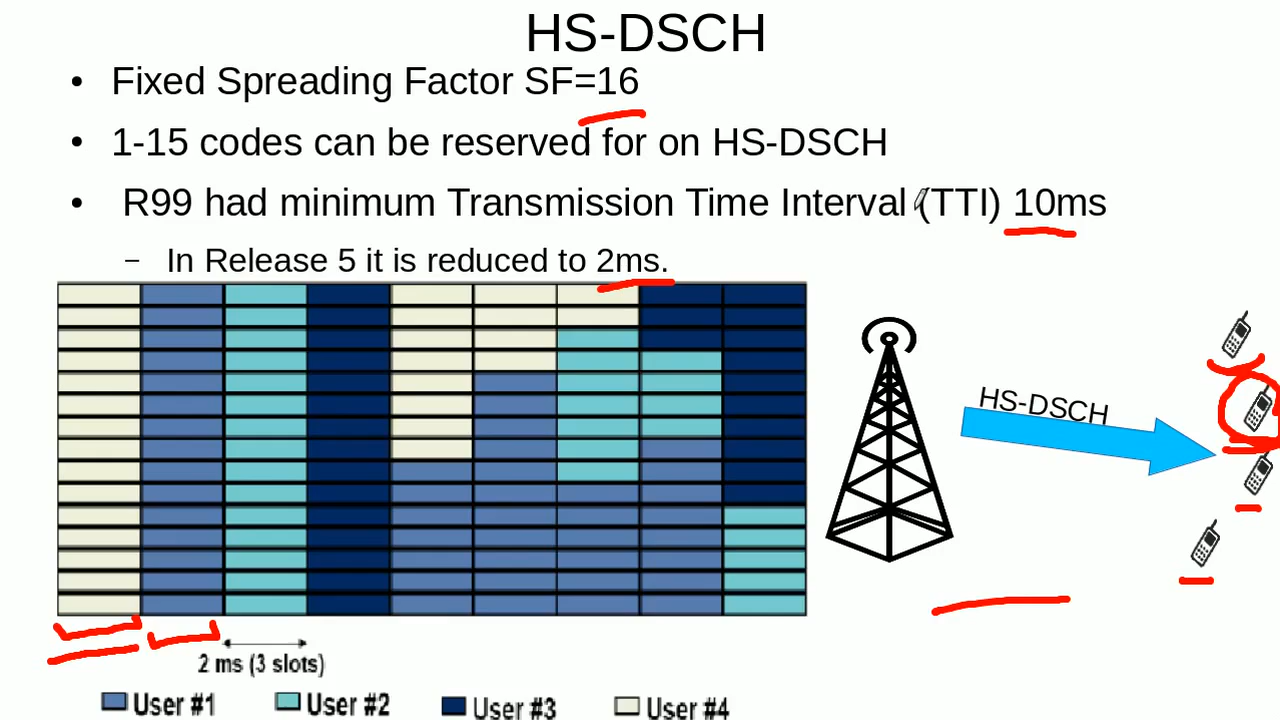 HS-DSCH
• Fixed Spreading Factor SF=16
• 1-15 codes can be reserved for on HS-DSCH
• R99 had minimum Transmission Time Interval (TTI) 10ms
– In Release 5 it is reduced to 2ms.
HS-DSCH
2 ms (3 slots)
User #1 User #2 User #3 User #4